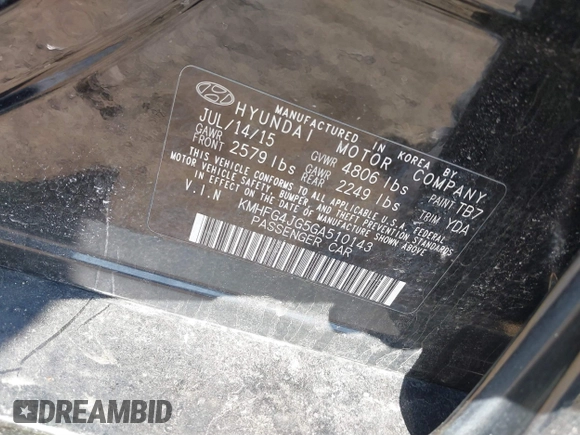 MANUFACTURED IN KOREA BY
HYUNDAI MOTOR COMPANY
JUL/14/15 GVWR 4806 lbs PAINT TB7
GAWR FRONT 2579 lbs GAWR REAR 2249 lbs TRIM YDA
THIS VEHICLE CONFORMS TO ALL APPLICABLE U.S.A. FEDERAL
MOTOR VEHICLE SAFETY, BUMPER, AND THEFT PREVENTION STANDARDS
IN EFFECT ON THE DATE OF MANUFACTURE SHOWN ABOVE
V.I.N KMHFG4JG5GA510143
PASSENGER CAR
DREAMBID